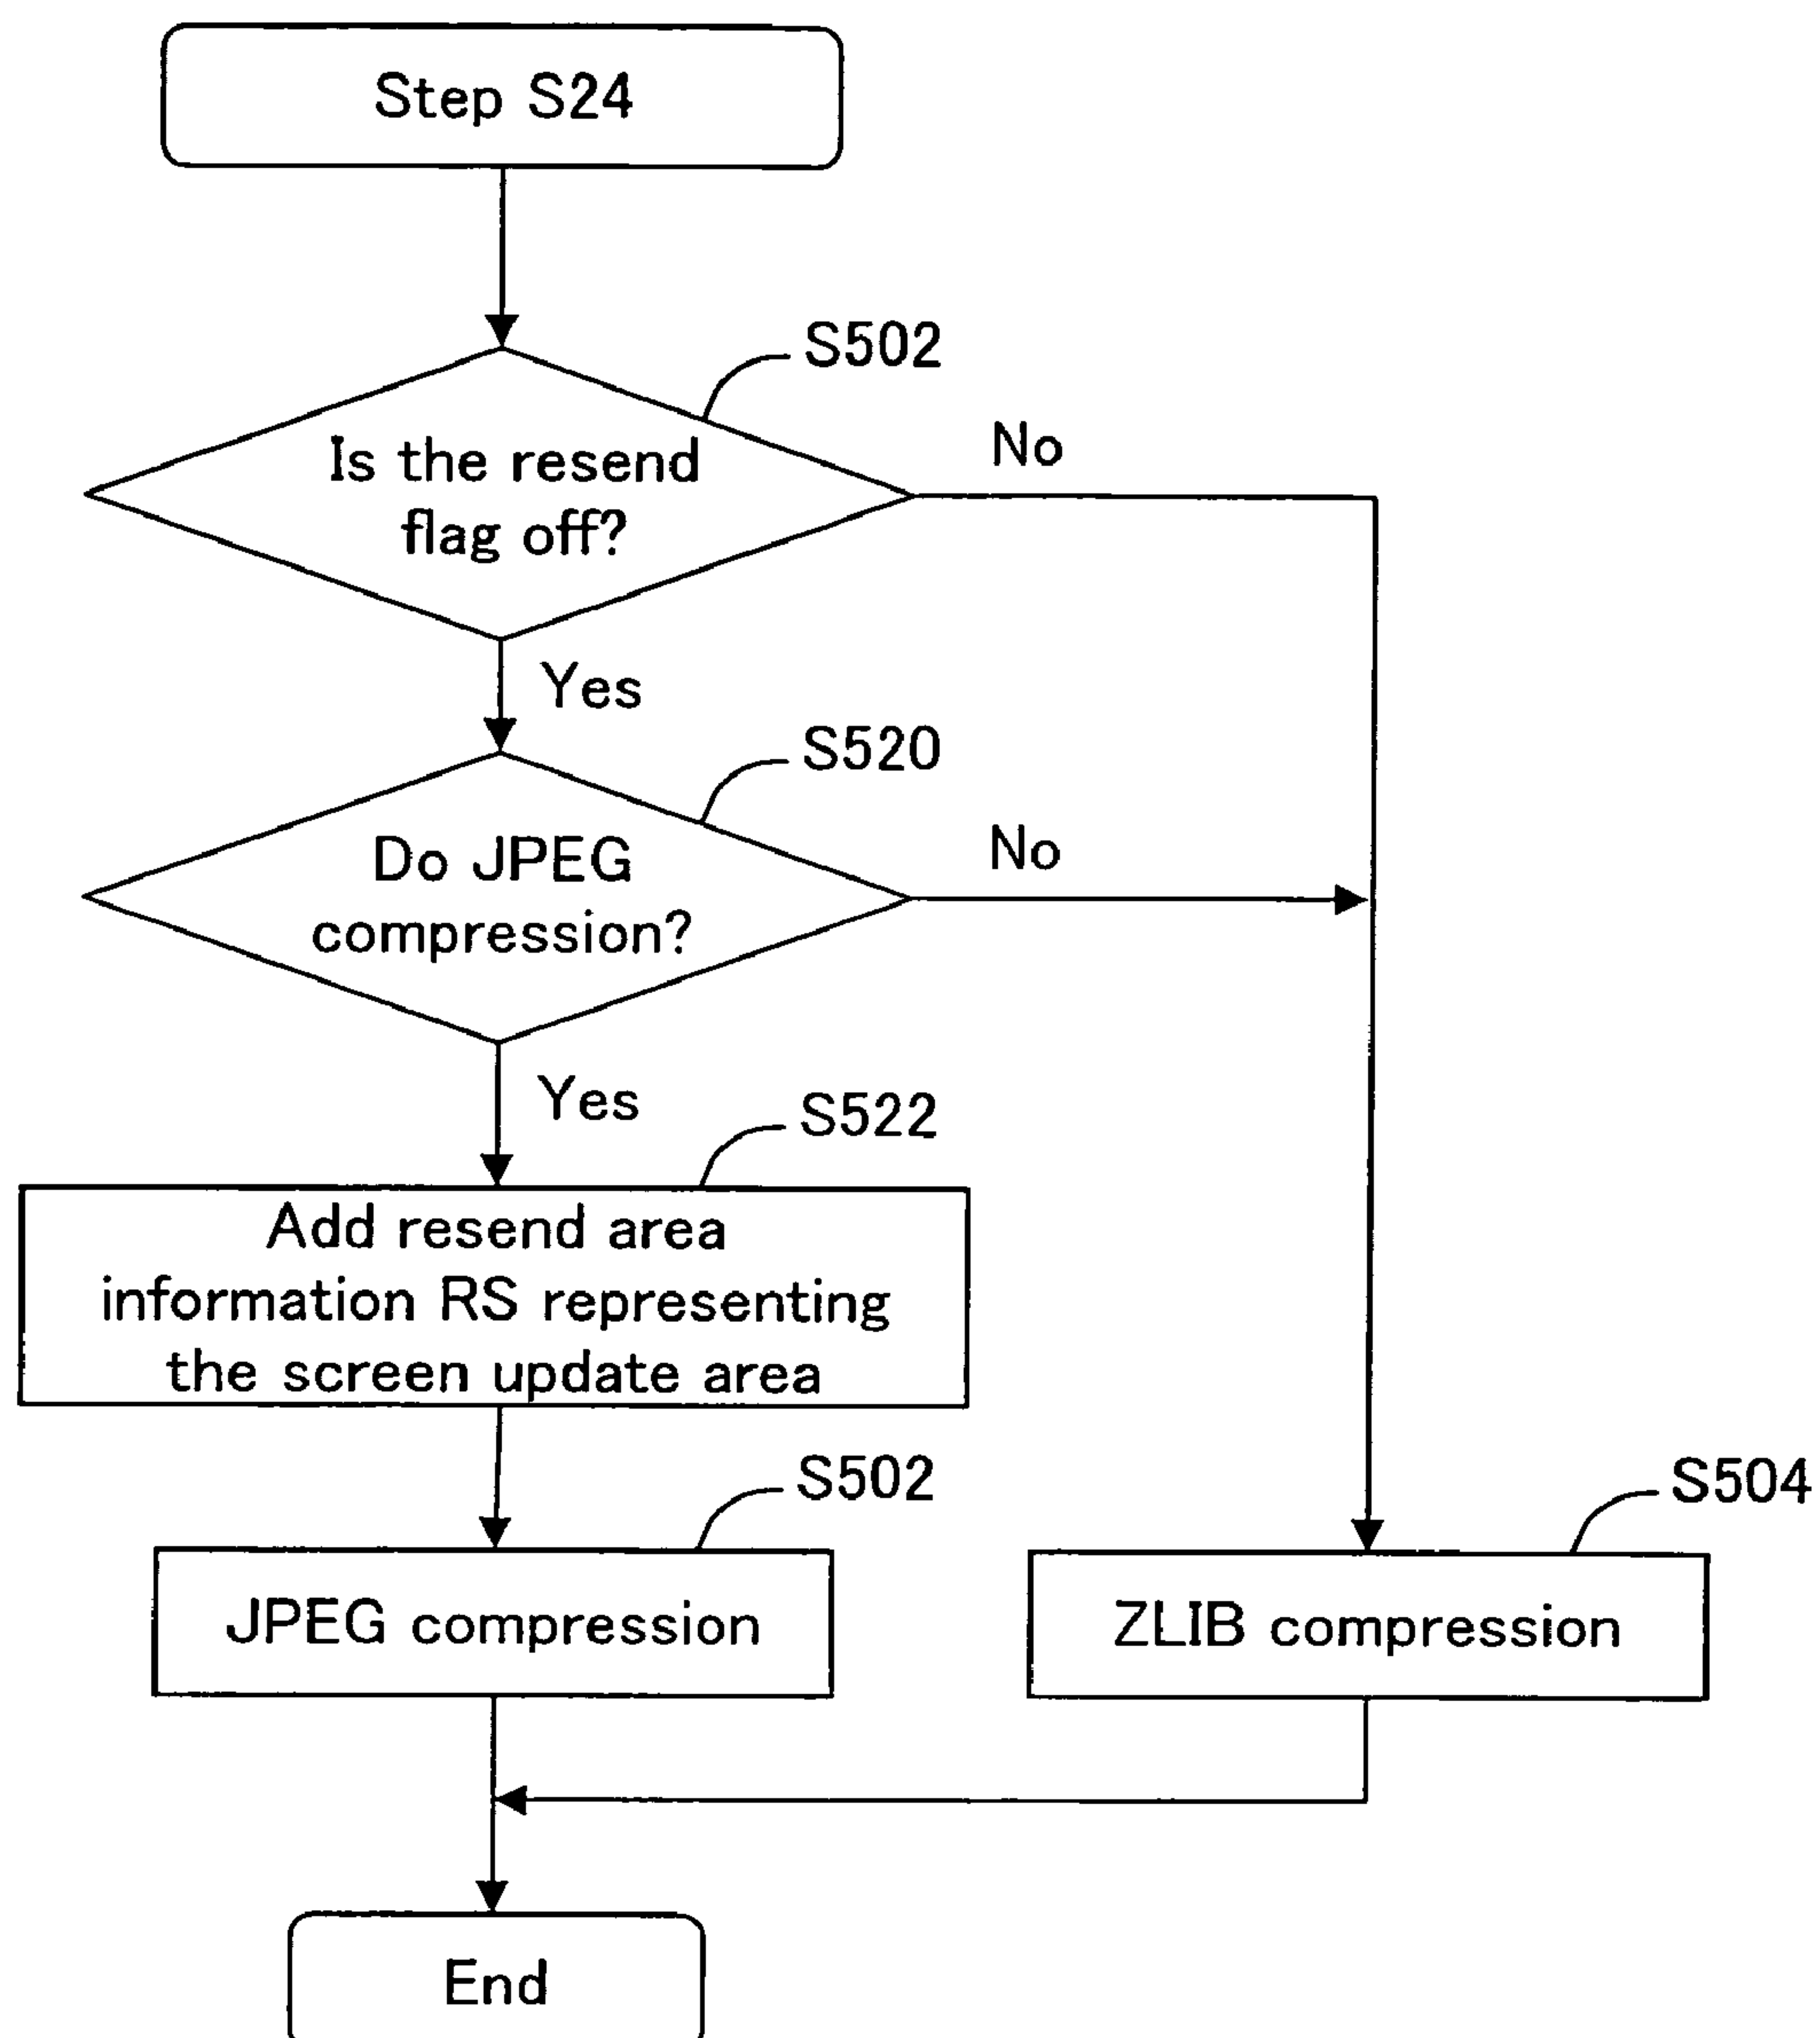 Step S24
S502
Is the resend
flag off?
No
Yes
S520
Do JPEG
compression?
No
Yes
S522
Add resend area
information RS representing
the screen update area
S502
JPEG compression
S504
ZLIB compression
End